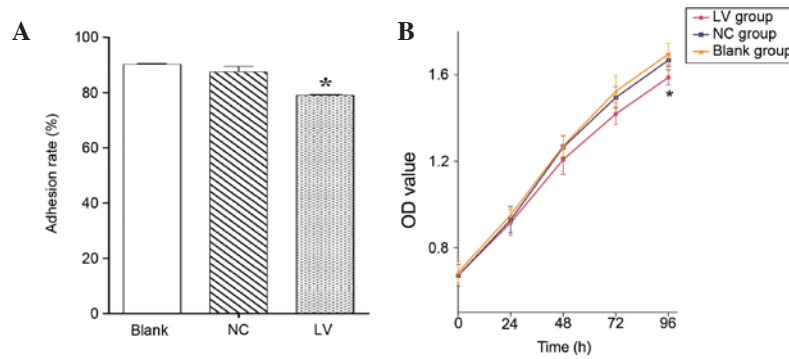 A
Adhesion rate (%)
100
80
60
40
20
0
*
Blank
NC
LV
B
LV group
NC group
Blank group
OD value
1.6
1.2
0.8
*
0
24
48
72
96
Time (h)